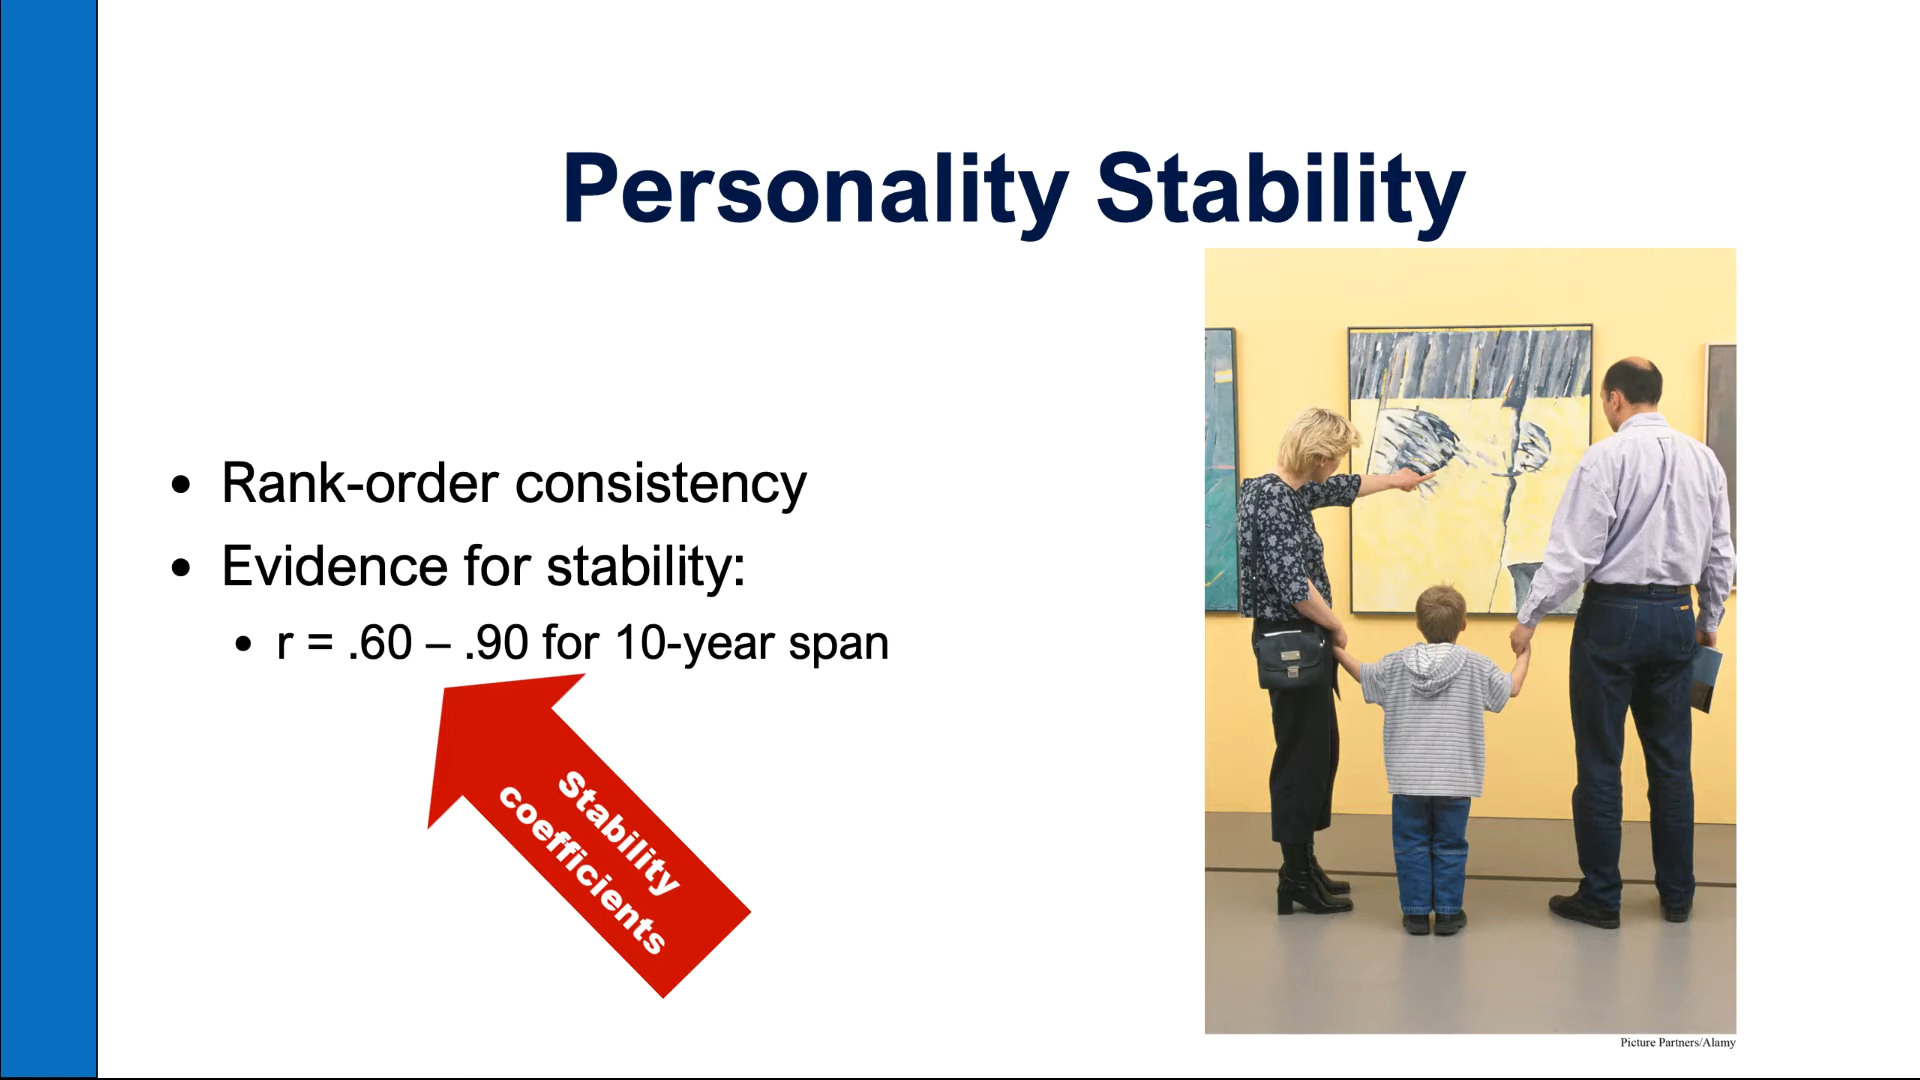 Personality Stability
• Rank-order consistency
• Evidence for stability:
• r = .60 – .90 for 10-year span
Stability
coefficients
Picture Partners/Alamy